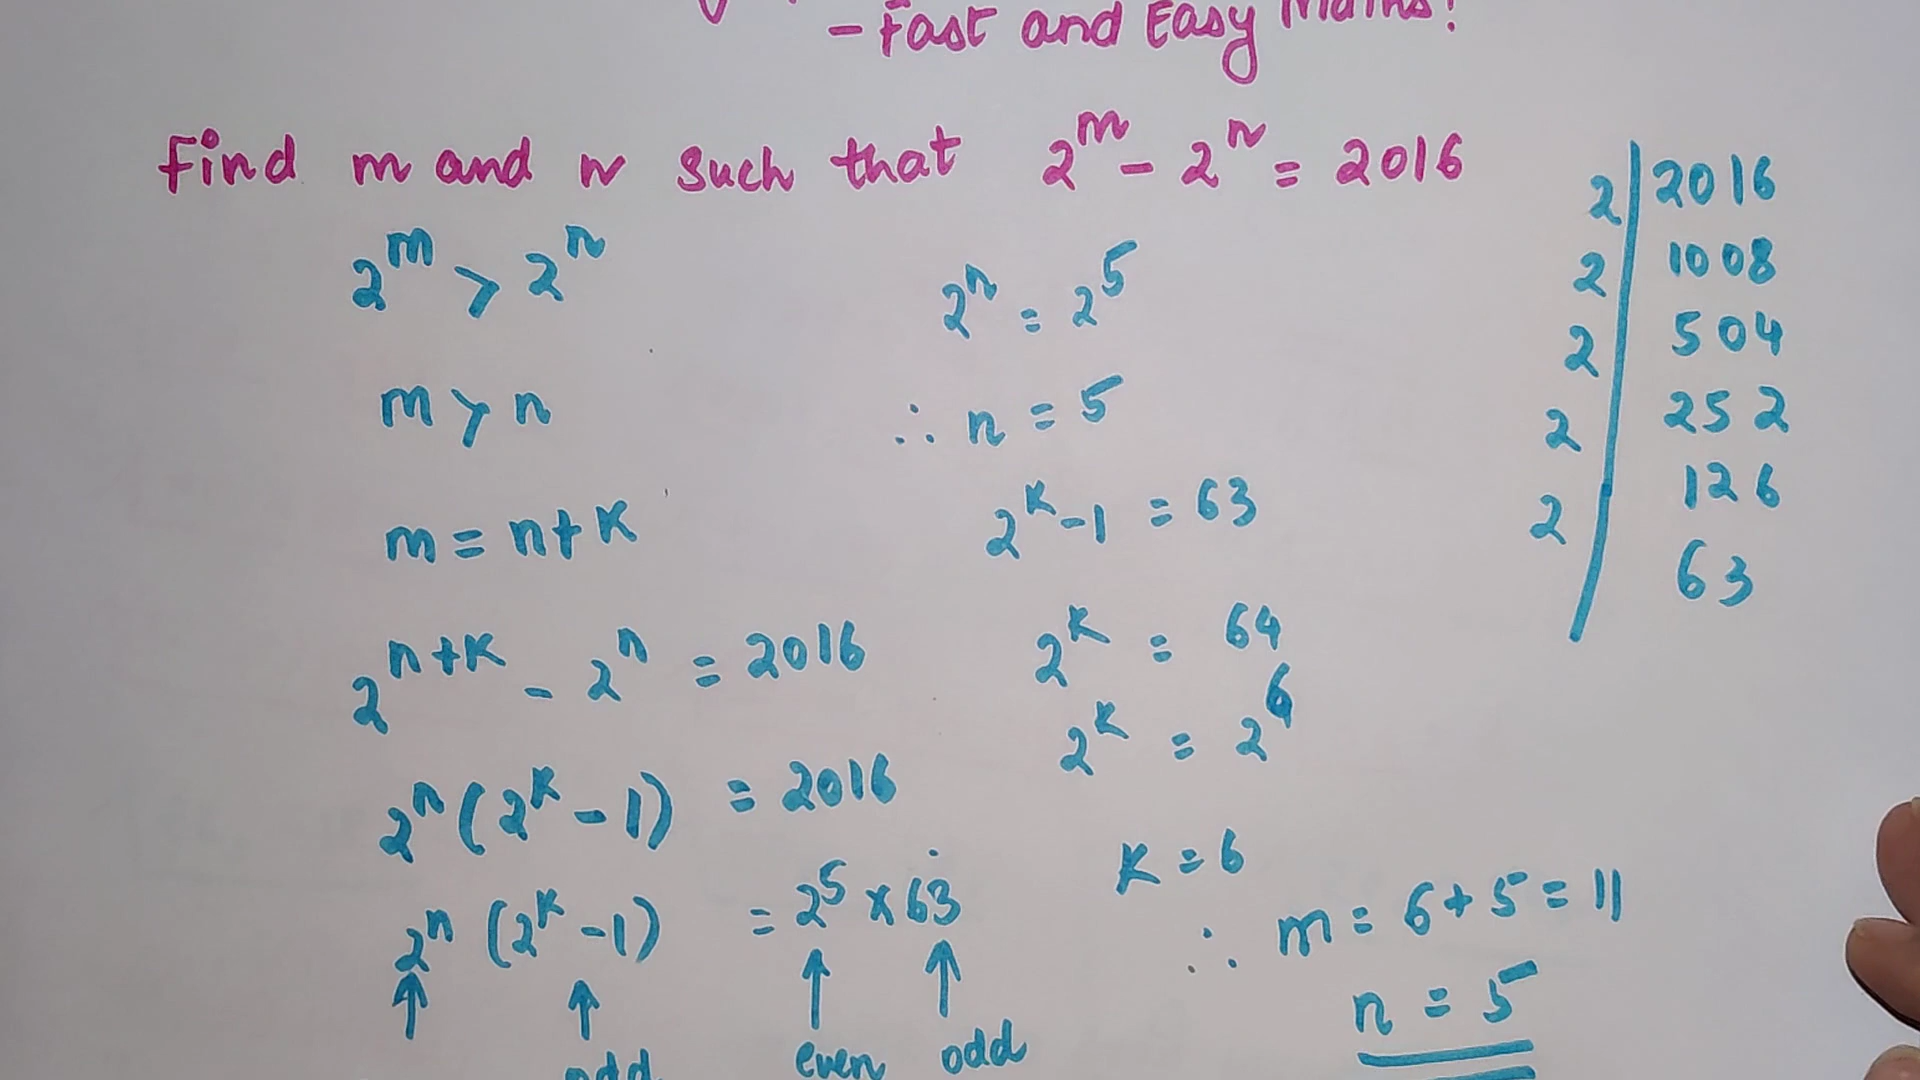 - Fast and Easy Maths!
Find m and n such that 2^m - 2^n = 2016
2^m > 2^n
m > n
m = n+k
2^(n+k) - 2^n = 2016
2^n (2^k - 1) = 2016
2^n (2^k - 1) = 2^5 × 63
↑ ↑ ↑ ↑
odd even odd
2^n = 2^5
∴ n = 5
2^k - 1 = 63
2^k = 64
2^k = 2^6
k = 6
∴ m = 6 + 5 = 11
n = 5
2 | 2016
2 | 1008
2 | 504
2 | 252
2 | 126
63